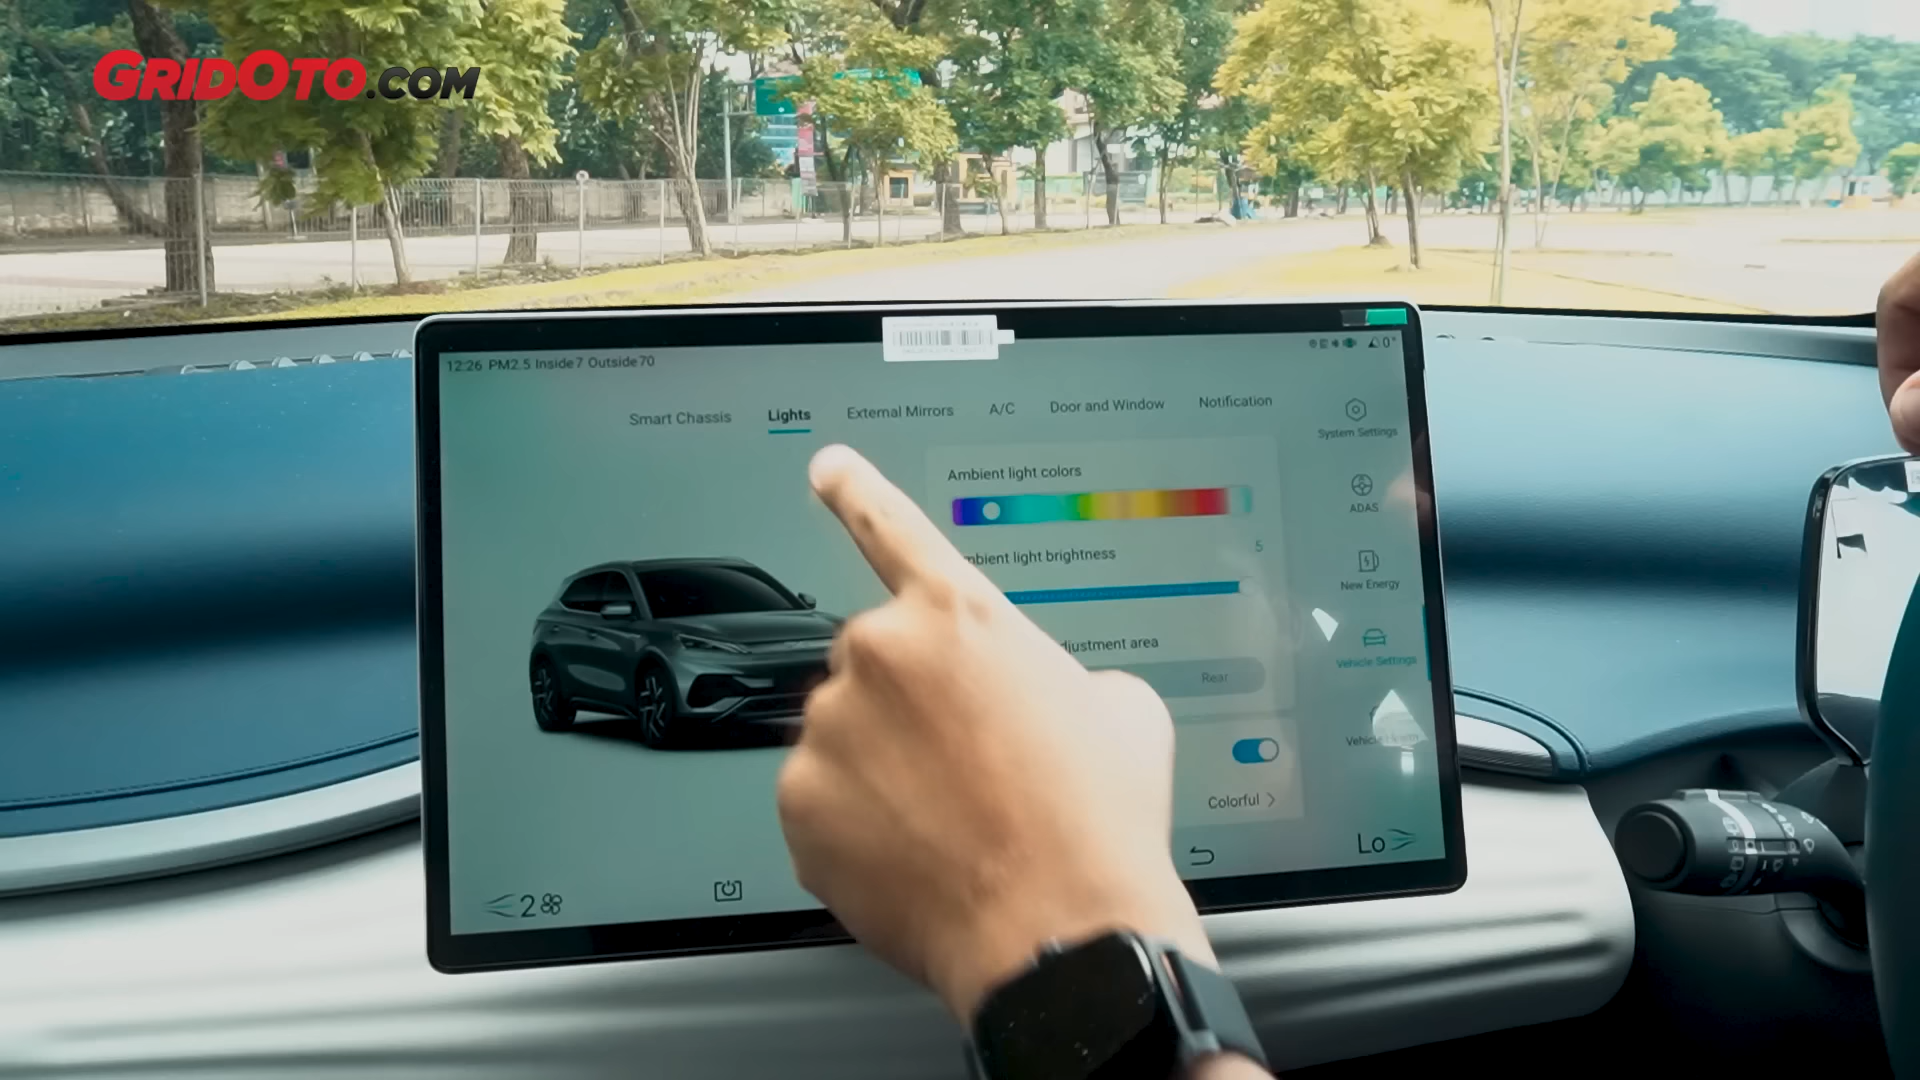 GRIDOTO.COM
12:26 PM2.5 Inside 7 Outside 70
0°
Smart Chassis
Lights
External Mirrors
A/C
Door and Window
Notification
System Settings
ADAS
New Energy
Vehicle Settings
Ambient light colors
mbient light brightness
5
djustment area
Rear
Colorful
2
Lo